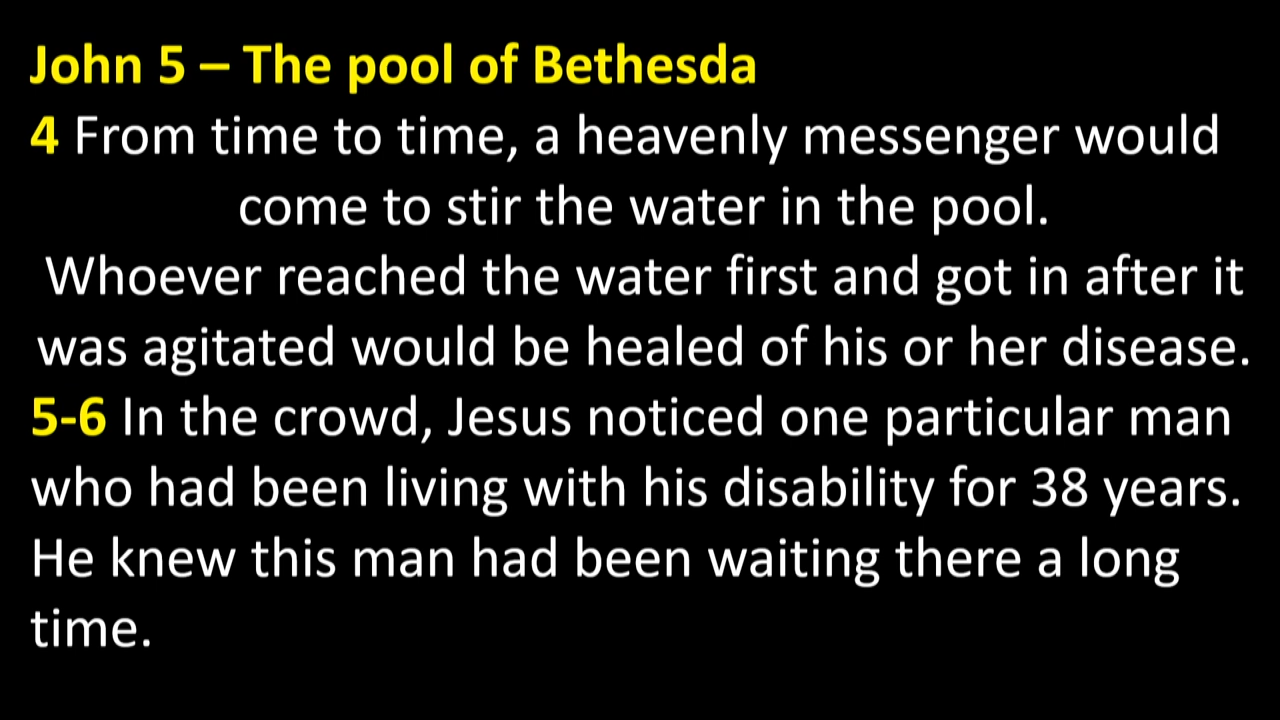 John 5 – The pool of Bethesda
4 From time to time, a heavenly messenger would
come to stir the water in the pool.
Whoever reached the water first and got in after it
was agitated would be healed of his or her disease.
5-6 In the crowd, Jesus noticed one particular man
who had been living with his disability for 38 years.
He knew this man had been waiting there a long
time.